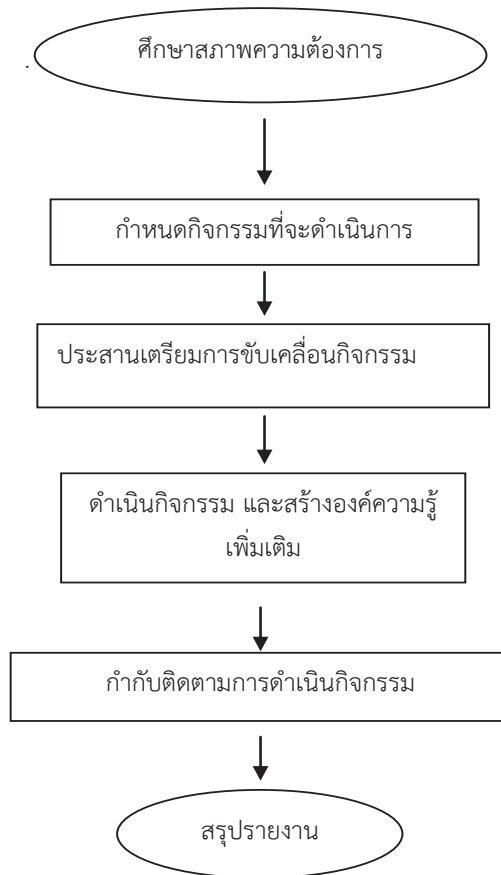 ศึกษาสภาพความต้องการ
กำหนดกิจกรรมที่จะดำเนินการ
ประสานเตรียมการขับเคลื่อนกิจกรรม
ดำเนินกิจกรรม และสร้างองค์ความรู้
เพิ่มเติม
กำกับติดตามการดำเนินกิจกรรม
สรุปรายงาน